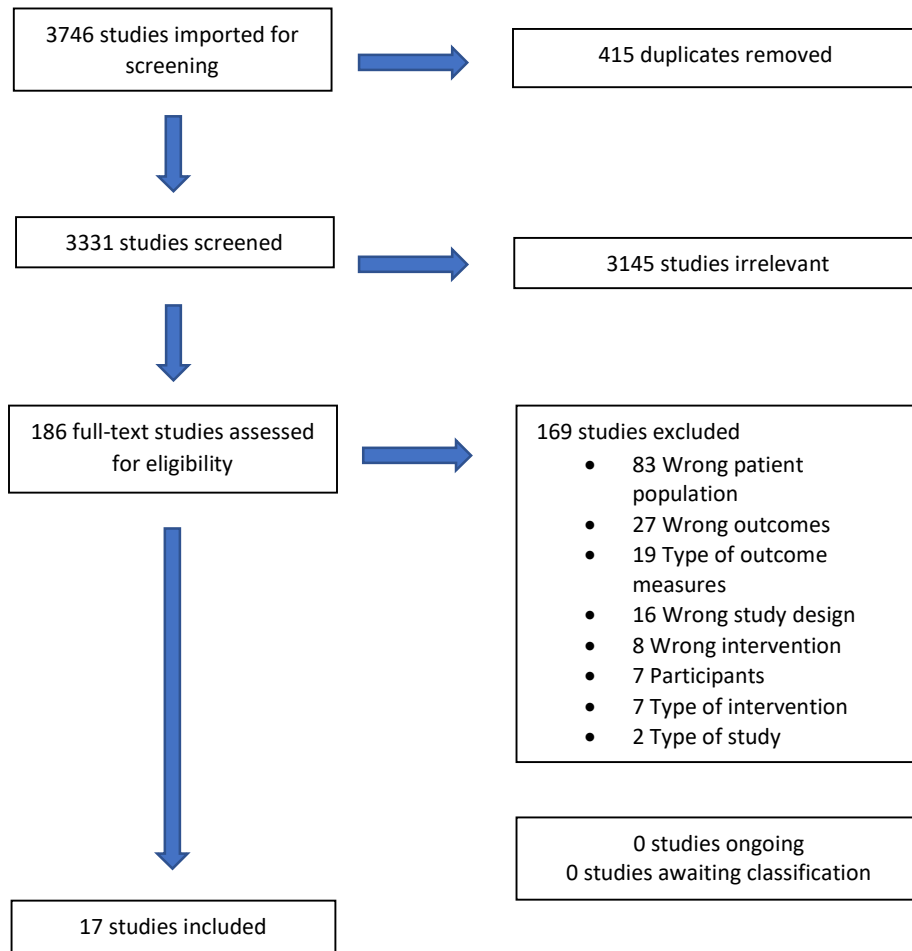 3746 studies imported for
screening
415 duplicates removed
3331 studies screened
3145 studies irrelevant
186 full-text studies assessed
for eligibility
169 studies excluded
• 83 Wrong patient
population
• 27 Wrong outcomes
• 19 Type of outcome
measures
• 16 Wrong study design
• 8 Wrong intervention
• 7 Participants
• 7 Type of intervention
• 2 Type of study
0 studies ongoing
0 studies awaiting classification
17 studies included